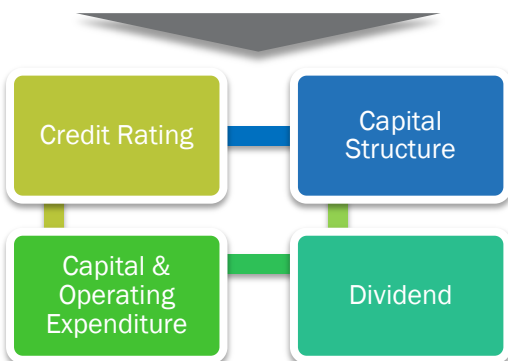 Credit Rating
Capital
Structure
Capital &
Operating
Expenditure
Dividend